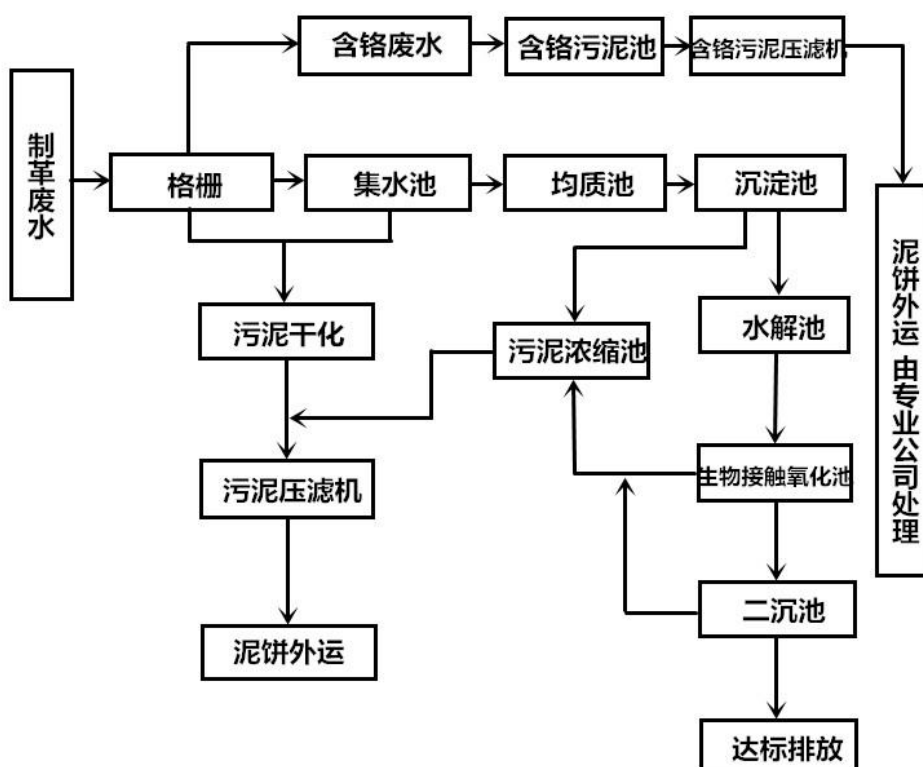 含铬废水
含铬污泥池
含铬污泥压滤机
制革废水
格栅
集水池
均质池
沉淀池
泥饼外运 由专业公司处理
污泥干化
污泥浓缩池
水解池
污泥压滤机
生物接触氧化池
二沉池
泥饼外运
达标排放